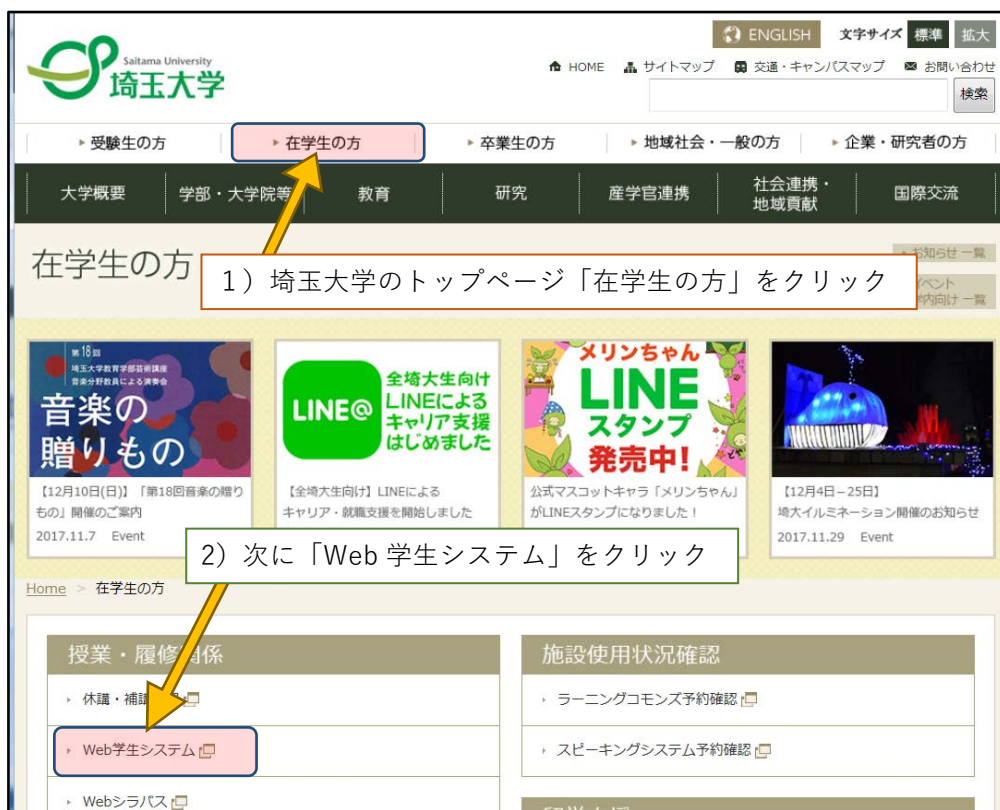 ENGLISH 文字サイズ 標準 拡大
Saitama University
埼玉大学
HOME サイトマップ 交通・キャンパスマップ お問い合わせ
検索
受験生の方 在学生の方 卒業生の方 地域社会・一般の方 企業・研究者の方
大学概要 学部・大学院等 教育 研究 産学官連携 社会連携・
地域貢献 国際交流
在学生の方
お知らせ 一覧
1）埼玉大学のトップページ「在学生の方」をクリック
イベント
学内向け 一覧
第18回
埼玉大学教育学部芸術講座
音楽分野教員による演奏会
音楽の
贈りもの
LINE@
全埼大生向け
LINEによる
キャリア支援
はじめました
メリンちゃん
LINE
スタンプ
発売中!
【12月10日(日)】「第18回音楽の贈り
もの」開催のご案内
2017.11.7 Event
【全埼大生向け】LINEによる
キャリア・就職支援を開始しました
公式マスコットキャラ「メリンちゃん」
がLINEスタンプになりました！
【12月4日－25日】
埼大イルミネーション開催のお知らせ
2017.11.29 Event
2）次に「Web 学生システム」をクリック
Home > 在学生の方
授業・履修関係
休講・補講
Web学生システム
Webシラバス
施設使用状況確認
ラーニングコモンズ予約確認
スピーキングシステム予約確認